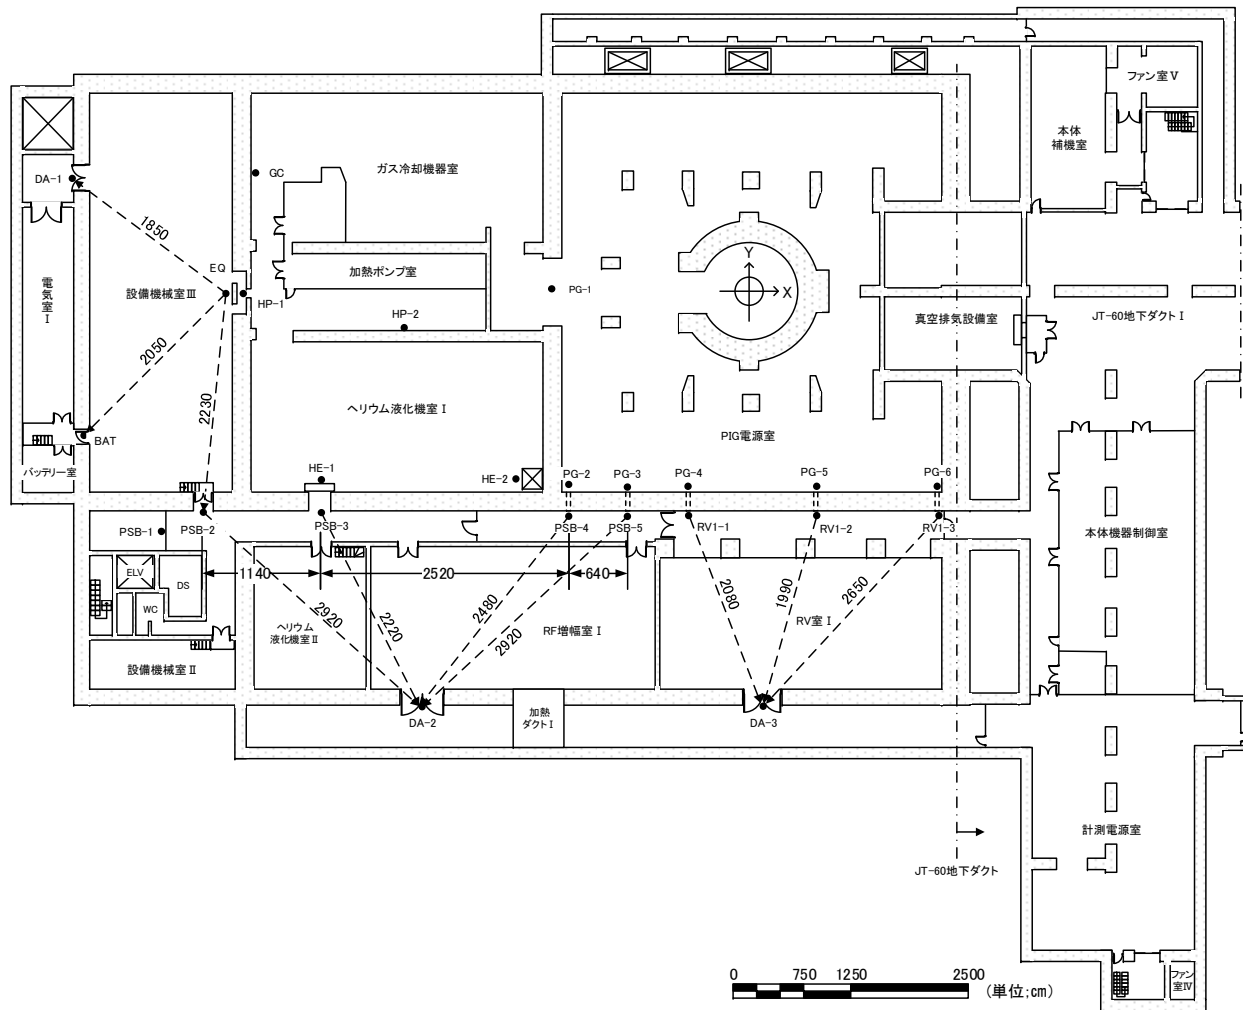 ファン室Ⅴ
本体
補機室
ガス冷却機器室
GC
DA-1
1850
Y
X
加熱ポンプ室
EQ
設備機械室Ⅲ
電気室Ⅰ
HP-1
PG-1
HP-2
真空排気設備室
JT-60地下ダクトⅠ
2050
2230
ヘリウム液化機室Ⅰ
BAT
PIG電源室
バッテリー室
HE-1
HE-2
PG-2
PG-3
PG-4
PG-5
PG-6
PSB-1
PSB-2
PSB-3
PSB-4
PSB-5
RV1-1
RV1-2
RV1-3
本体機器制御室
ELV
DS
1140
2520
640
WC
2920
2220
2480
2920
2080
1990
2650
ヘリウム
液化機室Ⅱ
RF増幅室Ⅰ
RV室Ⅰ
設備機械室Ⅱ
DA-2
加熱
ダクトⅠ
DA-3
計測電源室
JT-60地下ダクト
ファン
室Ⅳ
0 750 1250 2500
(単位;cm)